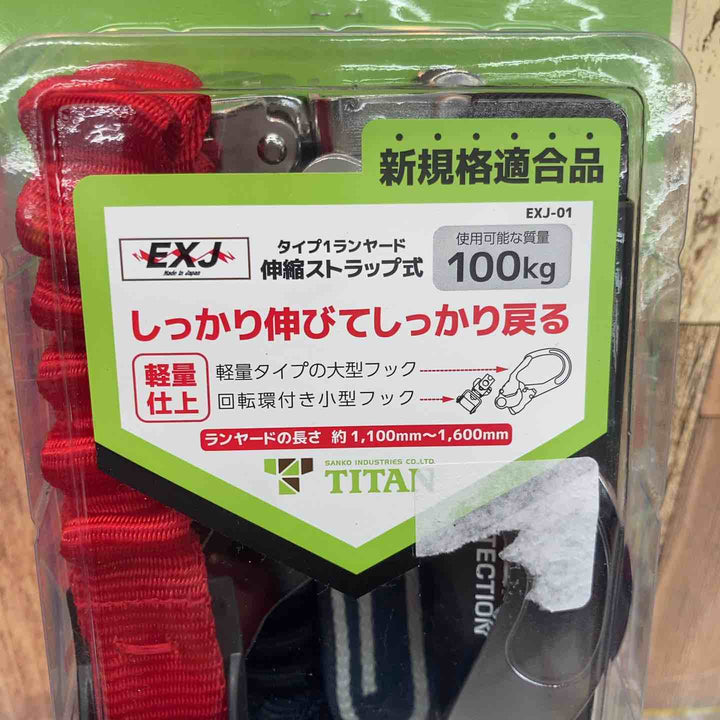 新規格適合品
EXJ-01
EXJ
Made in Japan
タイプ1ランヤード
伸縮ストラップ式
使用可能な質量
100kg
しっかり伸びてしっかり戻る
軽量
仕上
軽量タイプの大型フック
回転環付き小型フック
ランヤードの長さ 約1,100mm〜1,600mm
SANKO INDUSTRIES CO.,LTD.
TITAN